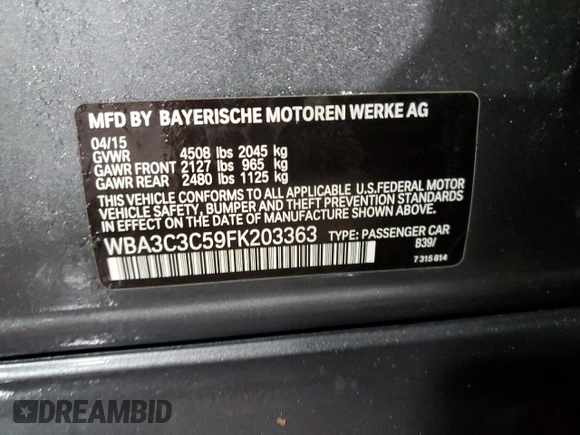 MFD BY BAYERISCHE MOTOREN WERKE AG
04/15
GVWR 4508 lbs 2045 kg
GAWR FRONT 2127 lbs 965 kg
GAWR REAR 2480 lbs 1125 kg
THIS VEHICLE CONFORMS TO ALL APPLICABLE U.S.FEDERAL MOTOR
VEHICLE SAFETY, BUMPER AND THEFT PREVENTION STANDARDS
IN EFFECT ON THE DATE OF MANUFACTURE SHOWN ABOVE.
WBA3C3C59FK203363 TYPE: PASSENGER CAR
B39/
7 315 814
DREAMBID